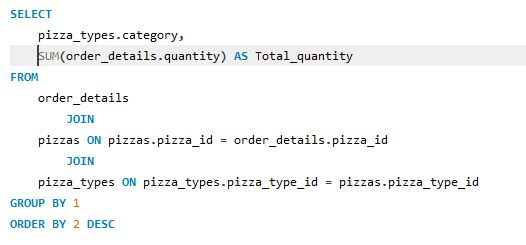 SELECT
pizza_types.category,
SUM(order_details.quantity) AS Total_quantity
FROM
order_details
JOIN
pizzas ON pizzas.pizza_id = order_details.pizza_id
JOIN
pizza_types ON pizza_types.pizza_type_id = pizzas.pizza_type_id
GROUP BY 1
ORDER BY 2 DESC